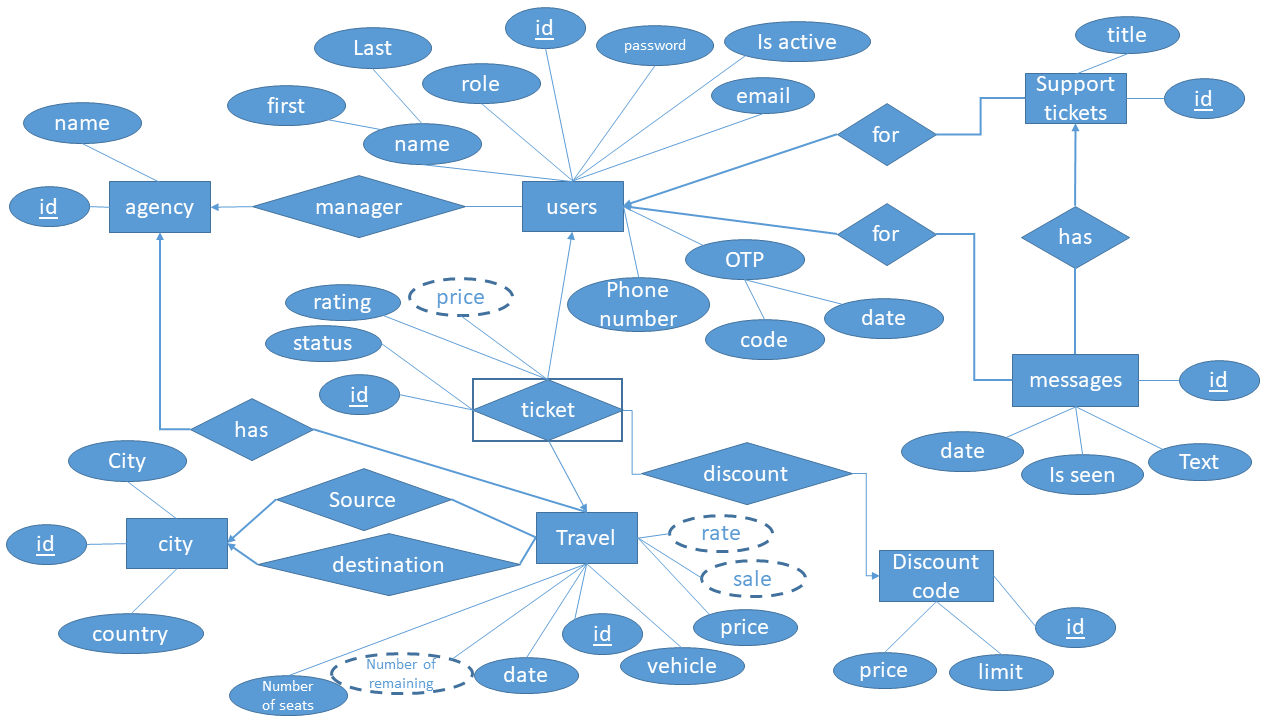 id
title
password
Is active
Last
role
Support
tickets
id
email
first
name
for
name
id
agency
manager
users
for
has
OTP
rating
price
Phone
number
date
status
code
id
ticket
messages
id
has
date
Is seen
Text
City
discount
Source
id
city
destination
Travel
rate
sale
Discount
code
country
id
price
id
vehicle
Number of
remaining
date
Number
of seats
price
limit